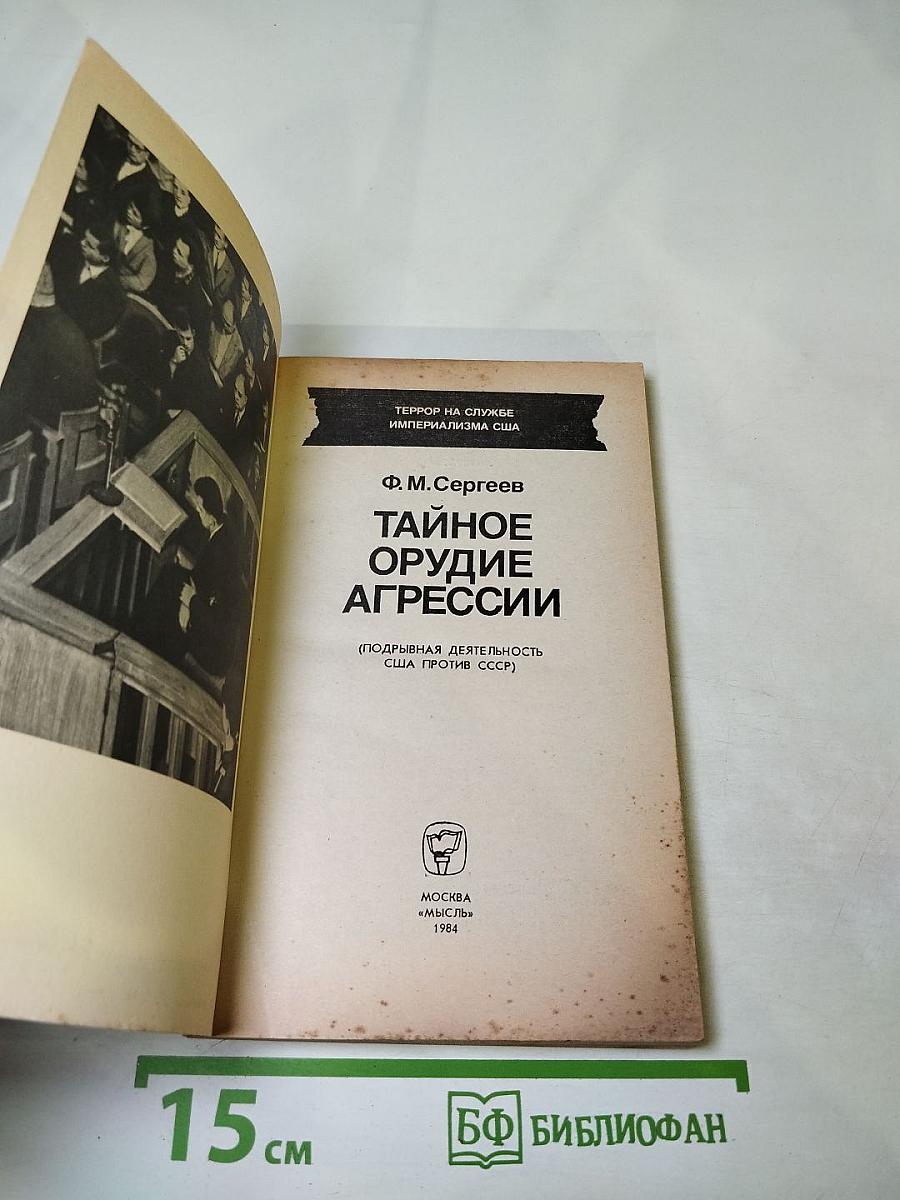 ТЕРРОР НА СЛУЖБЕ
ИМПЕРИАЛИЗМА США
Ф. М. Сергеев
ТАЙНОЕ
ОРУДИЕ
АГРЕССИИ
(ПОДРЫВНАЯ ДЕЯТЕЛЬНОСТЬ
США ПРОТИВ СССР)
МОСКВА
«МЫСЛЬ»
1984
15 см
БФ БИБЛИОФАН